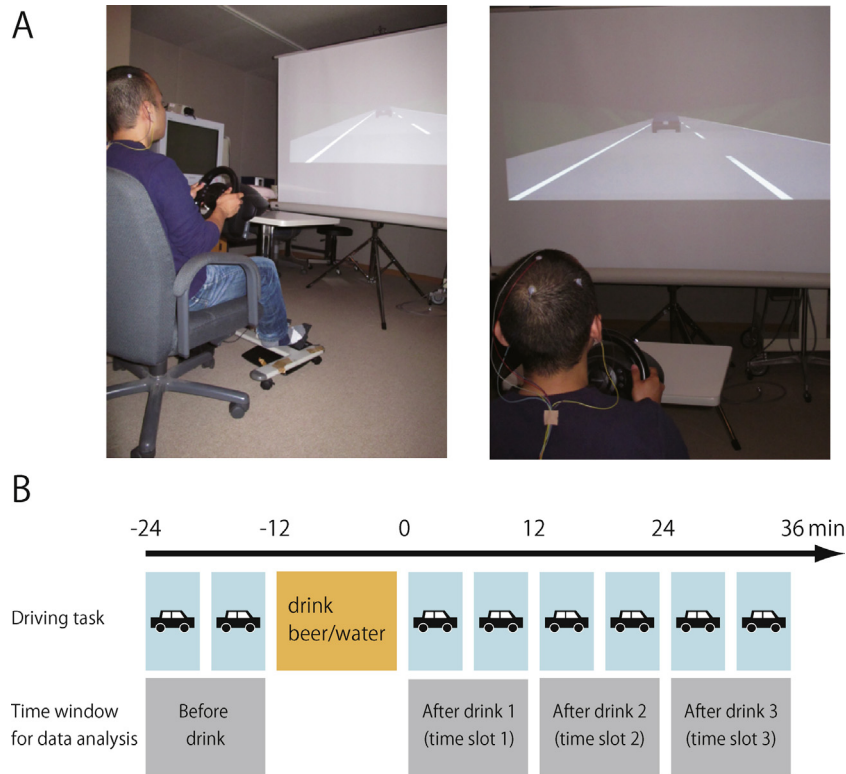 A
B
-24 -12 0 12 24 36 min
Driving task
drink
beer/water
Time window
for data analysis
Before
drink
After drink 1
(time slot 1)
After drink 2
(time slot 2)
After drink 3
(time slot 3)